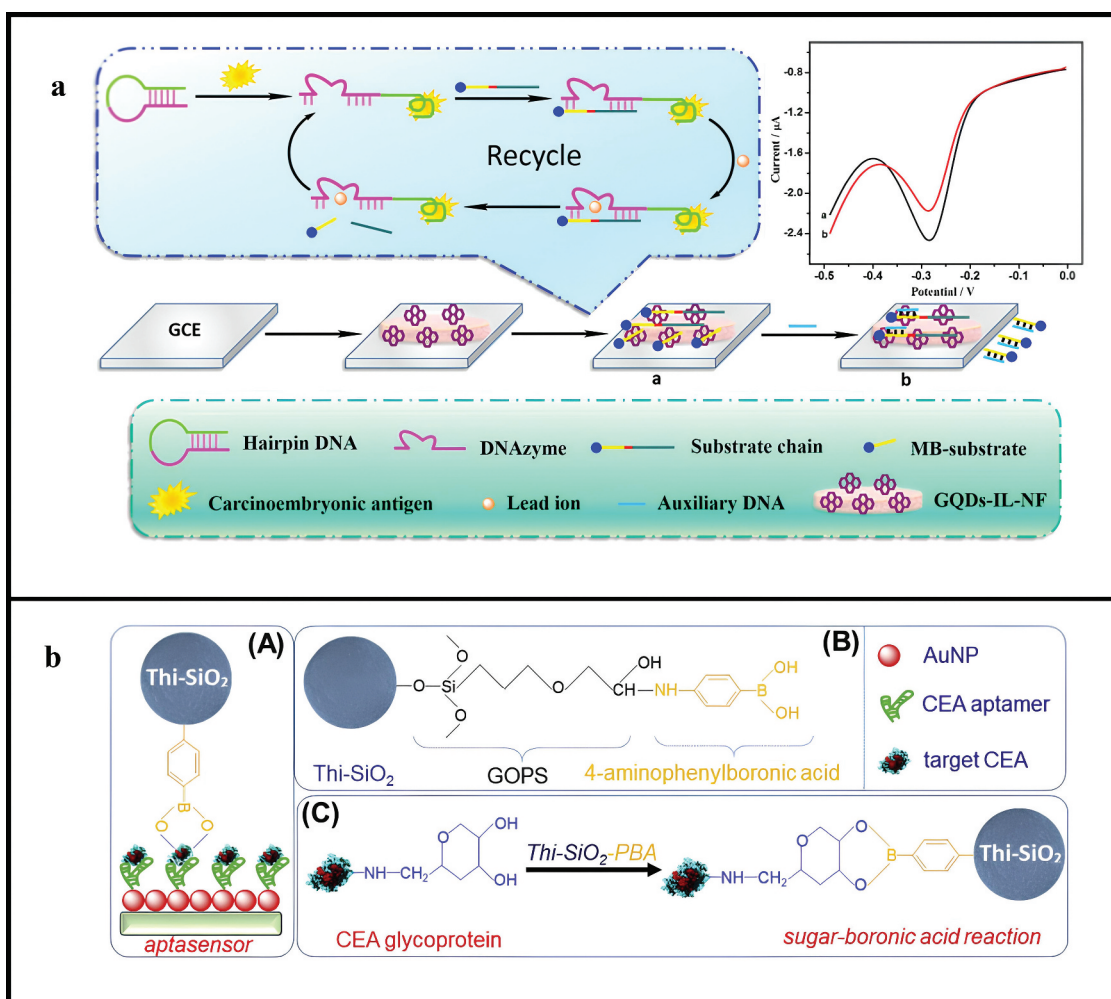 a
Recycle
Current / μA
-0.8
-1.2
-1.6
-2.0
-2.4
a
b
-0.5
-0.4
-0.3
-0.2
-0.1
0.0
Potential / V
GCE
a
b
Hairpin DNA
DNAzyme
Substrate chain
MB-substrate
Carcinoembryonic antigen
Lead ion
Auxiliary DNA
GQDs-IL-NF
b
(A)
Thi-SiO₂
B
O
O
aptasensor
(B)
O
O
Si
O
O
OH
CH
NH
B
OH
OH
Thi-SiO₂
GOPS
4-aminophenylboronic acid
AuNP
CEA aptamer
target CEA
(C)
NH
CH₂
O
OH
OH
Thi-SiO₂-PBA
NH
CH₂
O
O
O
B
Thi-SiO₂
CEA glycoprotein
sugar-boronic acid reaction